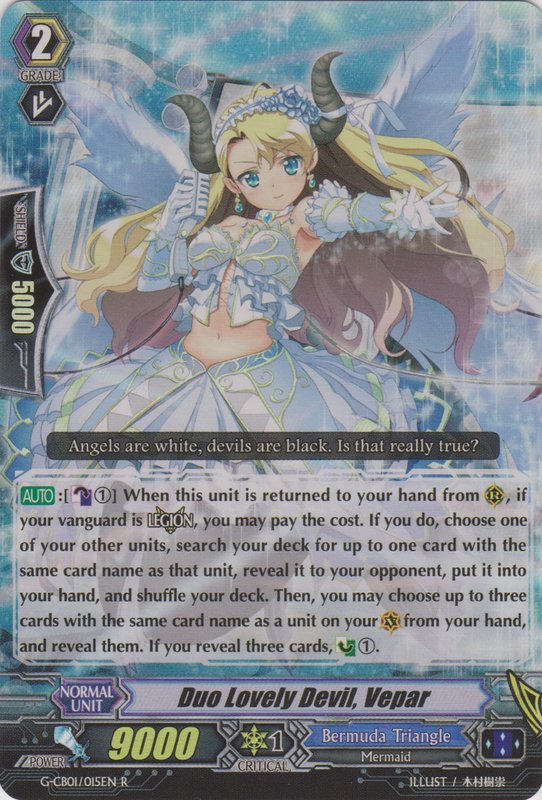 2
GRADE
SHIELD 5000
Angels are white, devils are black. Is that really true?
AUTO:[①] When this unit is returned to your hand from Ⓡ, if
your vanguard is LEGION, you may pay the cost. If you do, choose one
of your other units, search your deck for up to one card with the
same card name as that unit, reveal it to your opponent, put it into
your hand, and shuffle your deck. Then, you may choose up to three
cards with the same card name as a unit on your Ⓥ from your hand,
and reveal them. If you reveal three cards, ①.
NORMAL
UNIT
Duo Lovely Devil, Vepar
POWER 9000
1
CRITICAL
Bermuda Triangle
Mermaid
G-CB01/015EN R
ILLUST / 木村樹崇